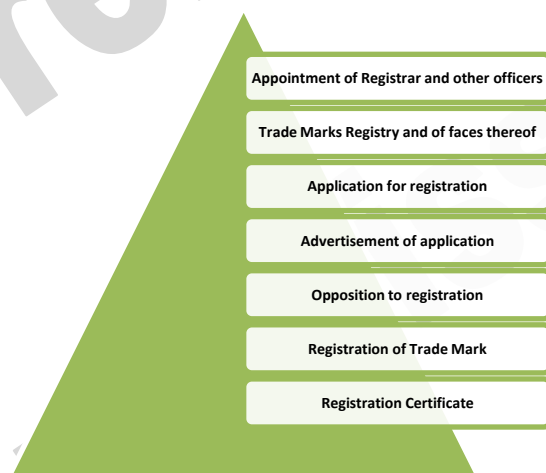 Appointment of Registrar and other officers
Trade Marks Registry and of faces thereof
Application for registration
Advertisement of application
Opposition to registration
Registration of Trade Mark
Registration Certificate